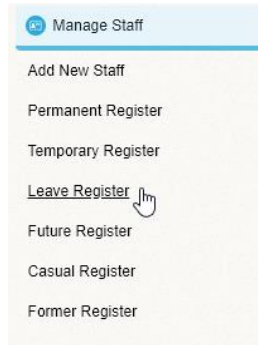 Manage Staff
Add New Staff
Permanent Register
Temporary Register
Leave Register
Future Register
Casual Register
Former Register